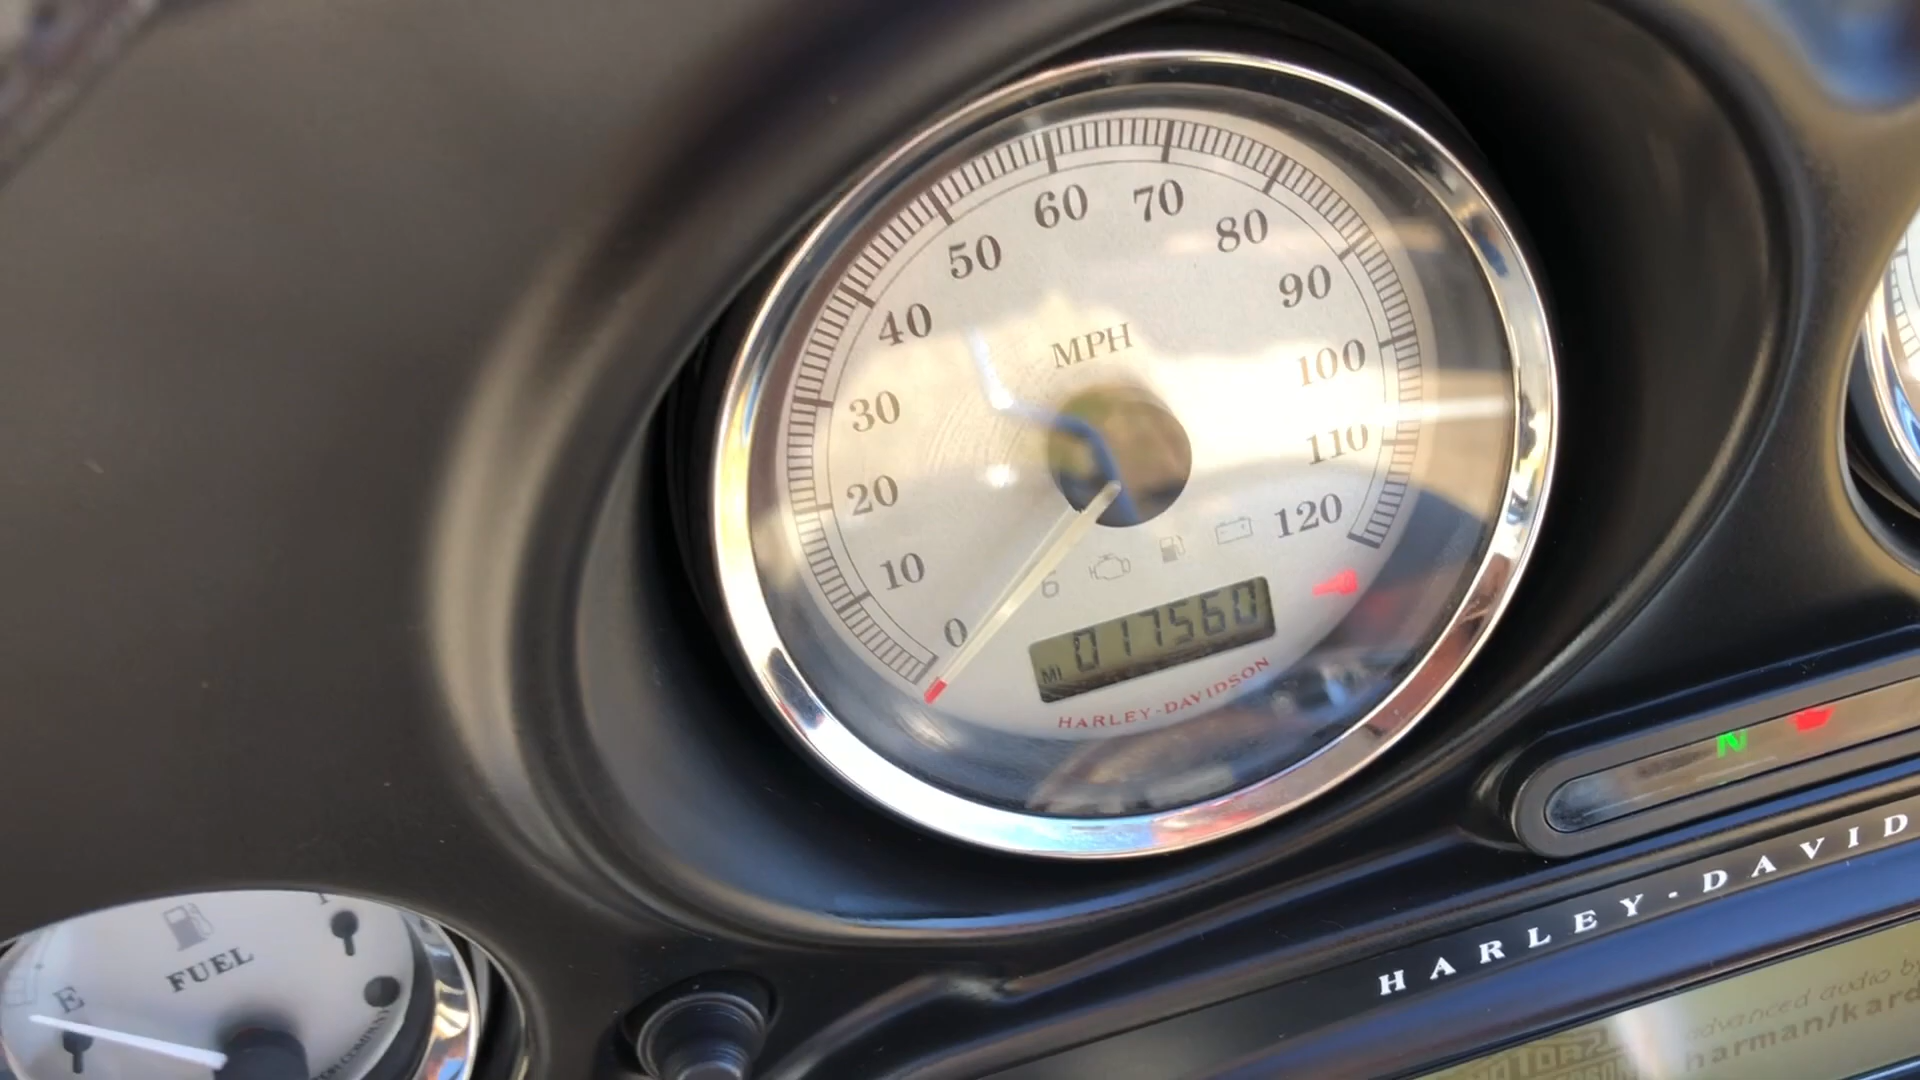 60 70
50 80
40 90
MPH
30 100
20 110
10 120
6
0
MI 017560
HARLEY-DAVIDSON
N
HARLEY-DAVID
FUEL
E
advanced audio by
harman/kard